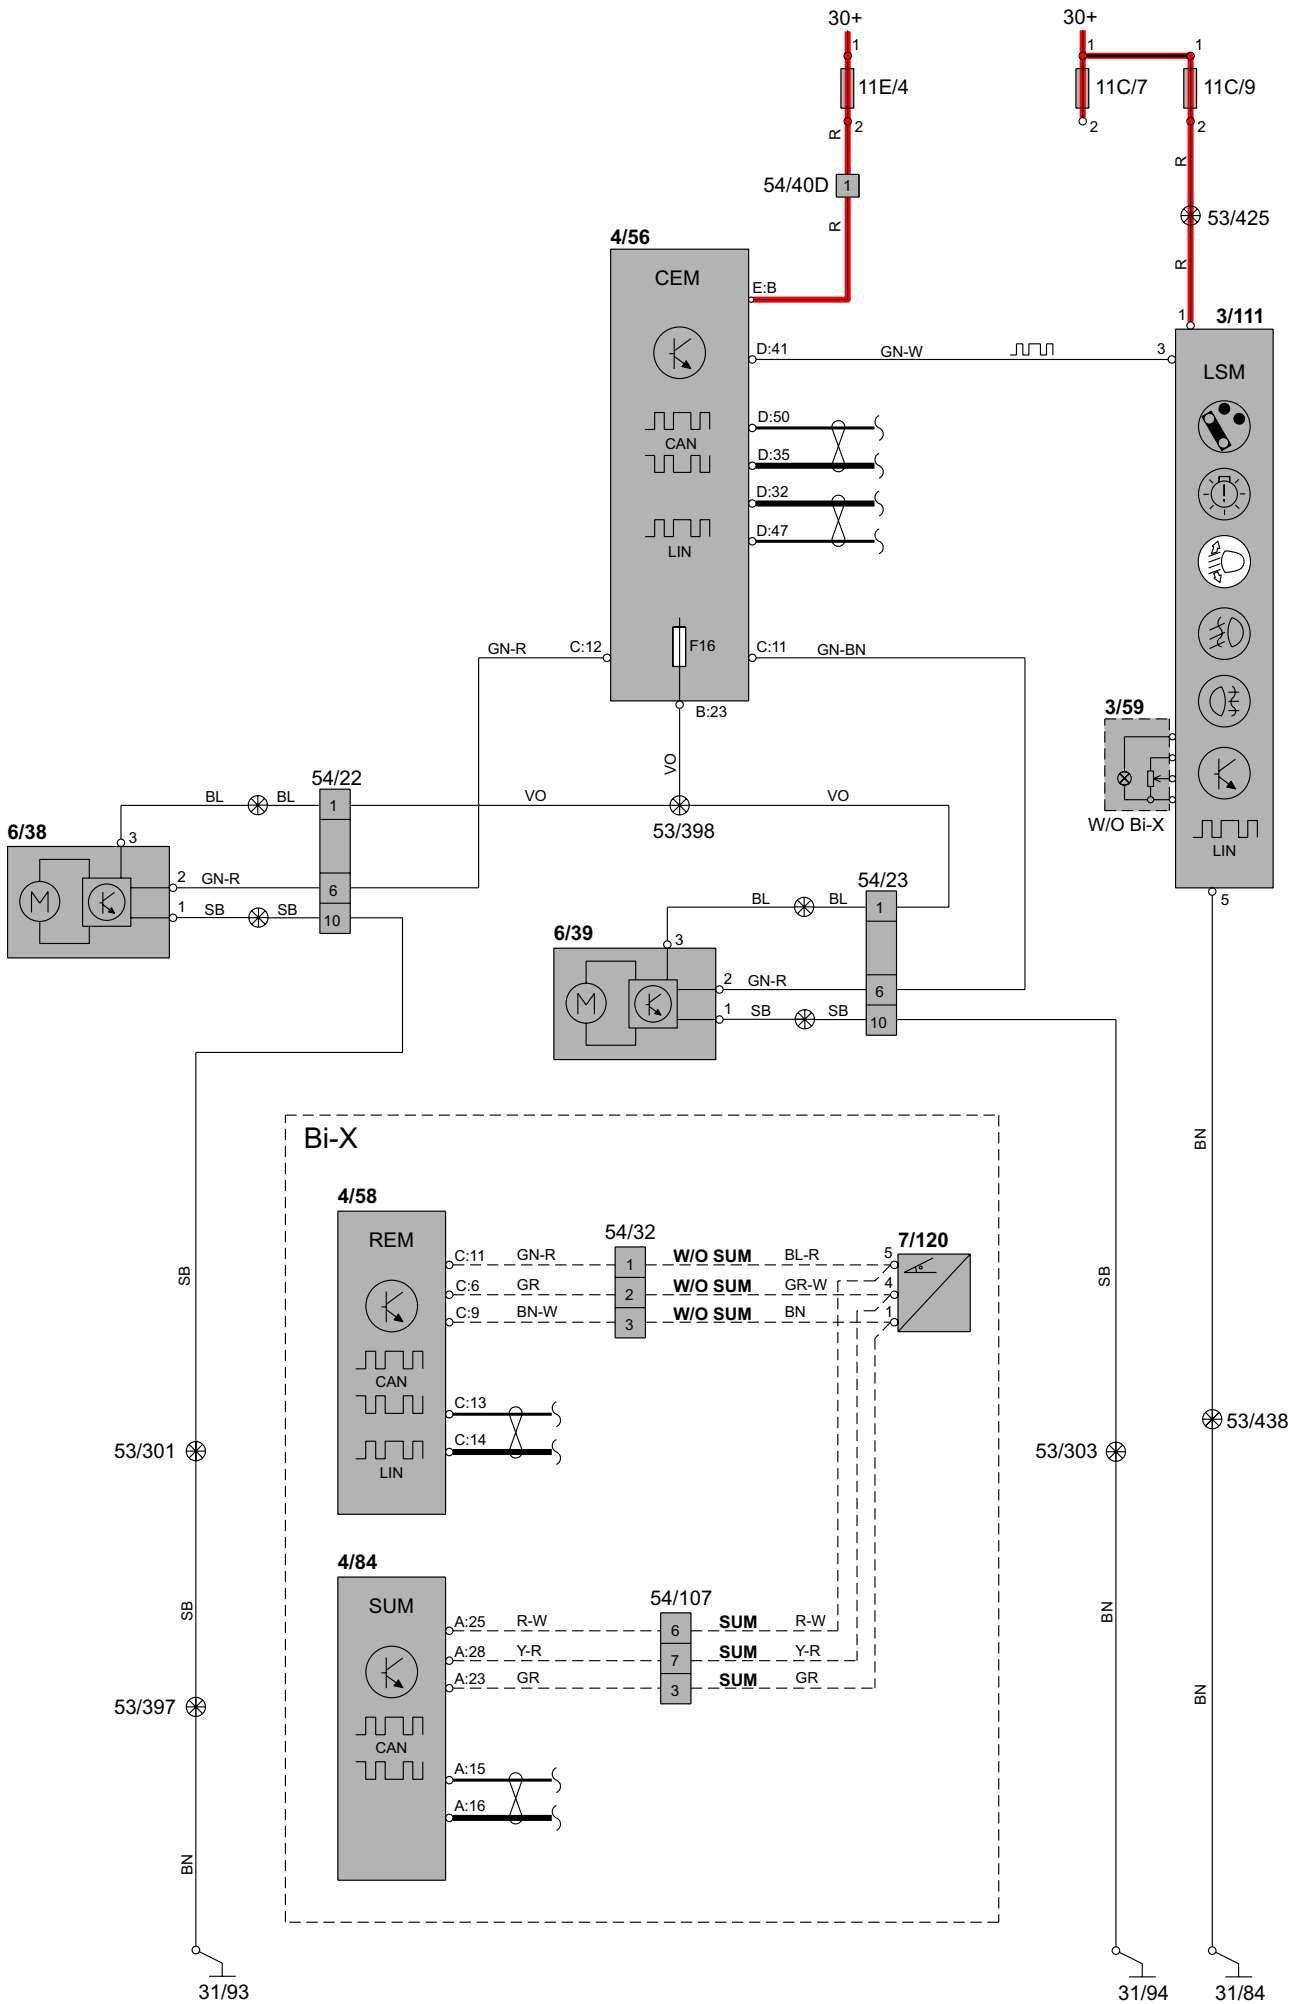 30+ 30+
1 1 1
11E/4 11C/7 11C/9
2 2 2
R R
54/40D 1
R 53/425
4/56 R
CEM
E:B 1 3/111
D:41 GN-W 3
LSM
D:50
CAN
D:35
D:32
D:47
LIN
GN-R C:12 F16 C:11 GN-BN
B:23 3/59
VO
54/22
BL BL 1 VO VO
53/398 W/O Bi-X
6/38 3 LIN
M 2 GN-R 6 54/23
1 SB SB 10 BL BL 1 5
6/39 3
M 2 GN-R 6
1 SB SB 10
Bi-X BN
4/58
REM 54/32 7/120
C:11 GN-R 1 W/O SUM BL-R 5
SB C:6 GR 2 W/O SUM GR-W 4 SB
C:9 BN-W 3 W/O SUM BN 1
CAN
C:13
53/438
C:14
53/301 53/303
LIN
4/84
SUM 54/107
SB A:25 R-W 6 SUM R-W BN
A:28 Y-R 7 SUM Y-R
A:23 GR 3 SUM GR BN
53/397
CAN
A:15
A:16
BN
31/93 31/94 31/84